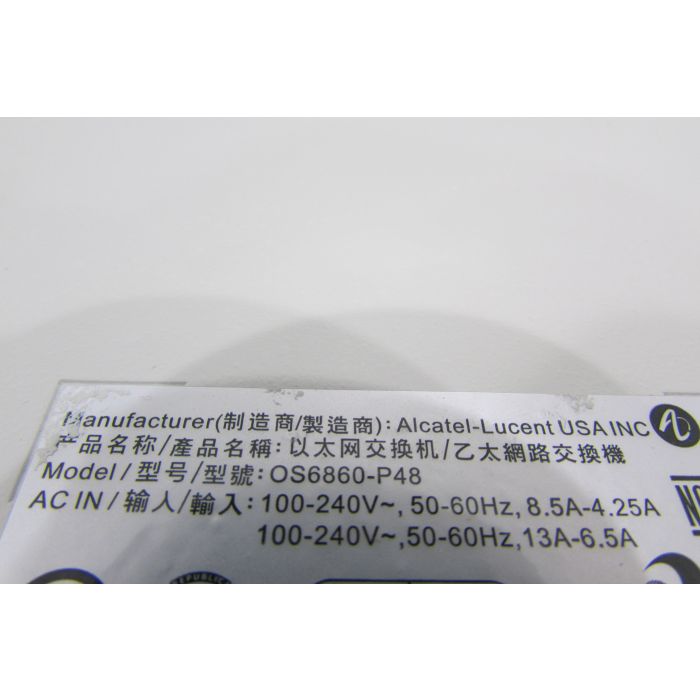 Manufacturer(制造商/製造商): Alcatel-Lucent USA INC
产品名称/產品名稱: 以太网交换机/乙太網路交換機
Model / 型号/型號: OS6860-P48
AC IN / 输入/輸入: 100-240V~, 50-60Hz, 8.5A-4.25A
100-240V~,50-60Hz,13A-6.5A